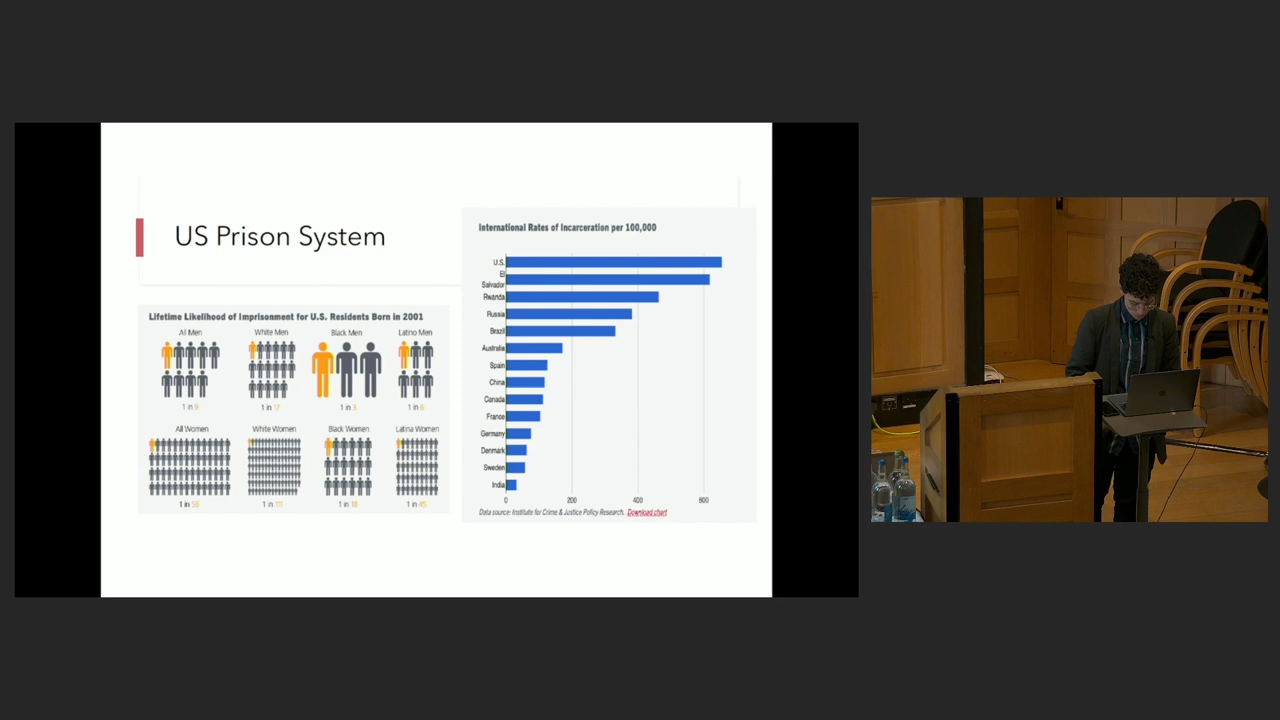 US Prison System
Lifetime Likelihood of Imprisonment for U.S. Residents Born in 2001
All Men
White Men
Black Men
Latino Men
1 in 9
1 in 17
1 in 3
1 in 6
All Women
White Women
Black Women
Latina Women
1 in 56
1 in 111
1 in 18
1 in 45
International Rates of Incarceration per 100,000
U.S.
El
Salvador
Rwanda
Russia
Brazil
Australia
Spain
China
Canada
France
Germany
Denmark
Sweden
India
0
200
400
600
Data source: Institute for Crime & Justice Policy Research. Download chart